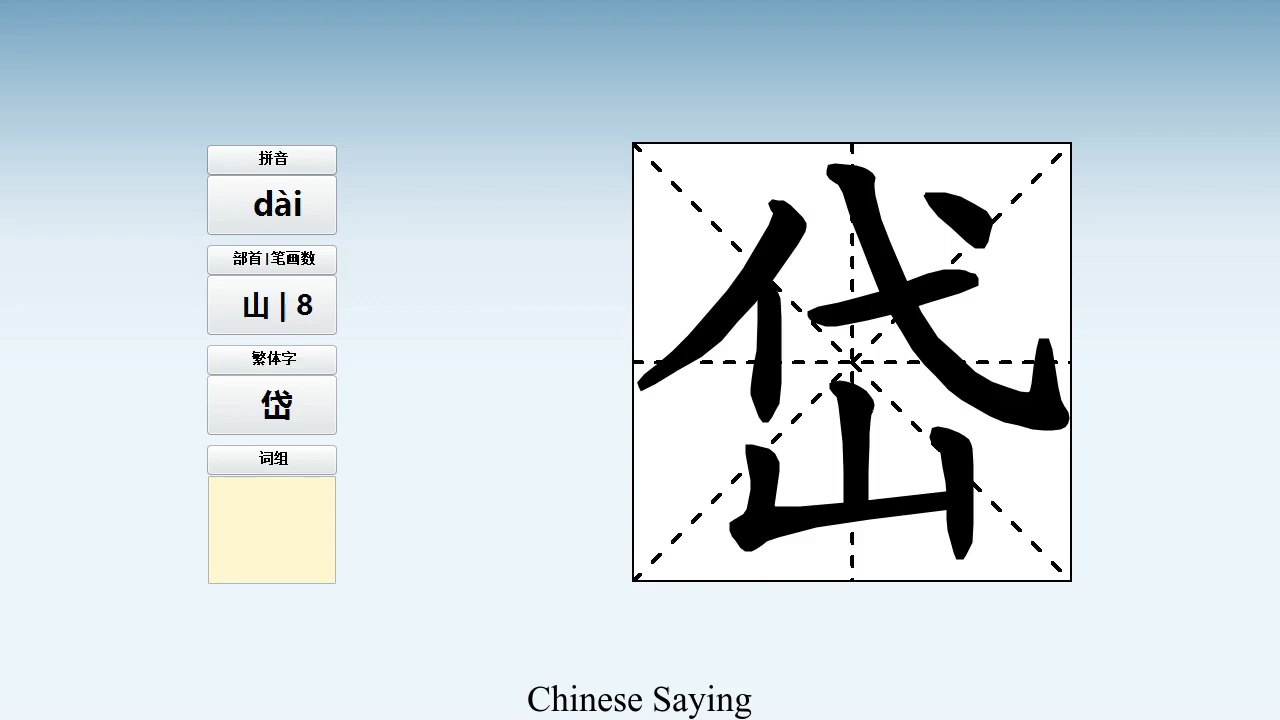 拼音
dài
部首|笔画数
山 | 8
繁体字
岱
词组
岱
Chinese Saying